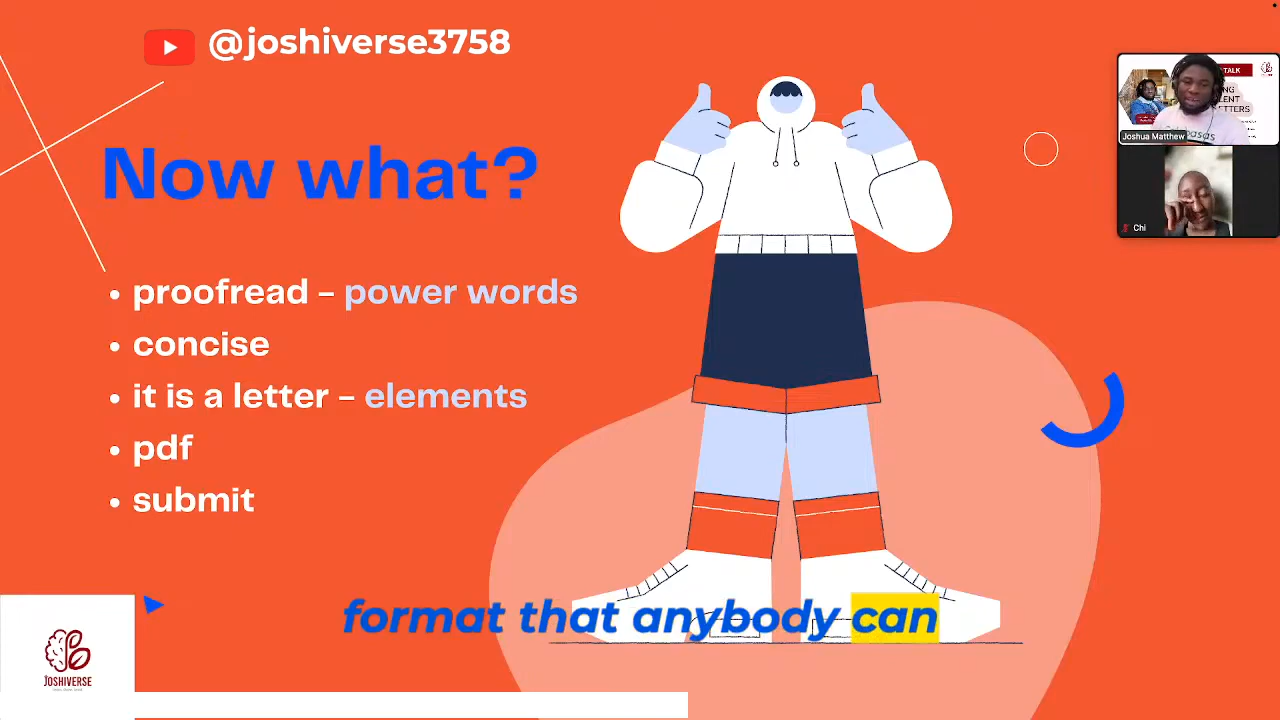 @joshiverse3758
Now what?
proofread - power words
concise
it is a letter - elements
pdf
submit
format that anybody can
JOSHIVERSE
TALK
Joshua Matthew
Chi